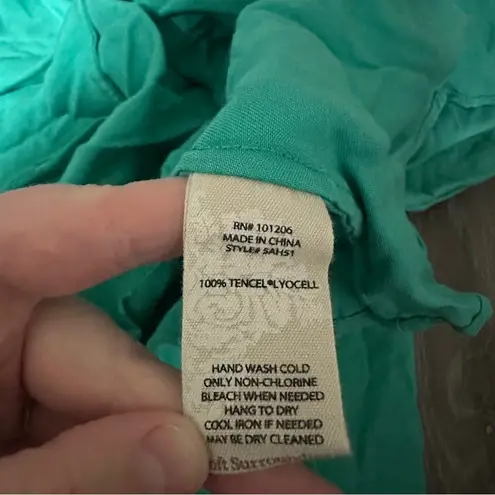 RN# 101206
MADE IN CHINA
STYLE# 5AH51
100% TENCEL®LYOCELL
HAND WASH COLD
ONLY NON-CHLORINE
BLEACH WHEN NEEDED
HANG TO DRY
COOL IRON IF NEEDED
MAY BE DRY CLEANED